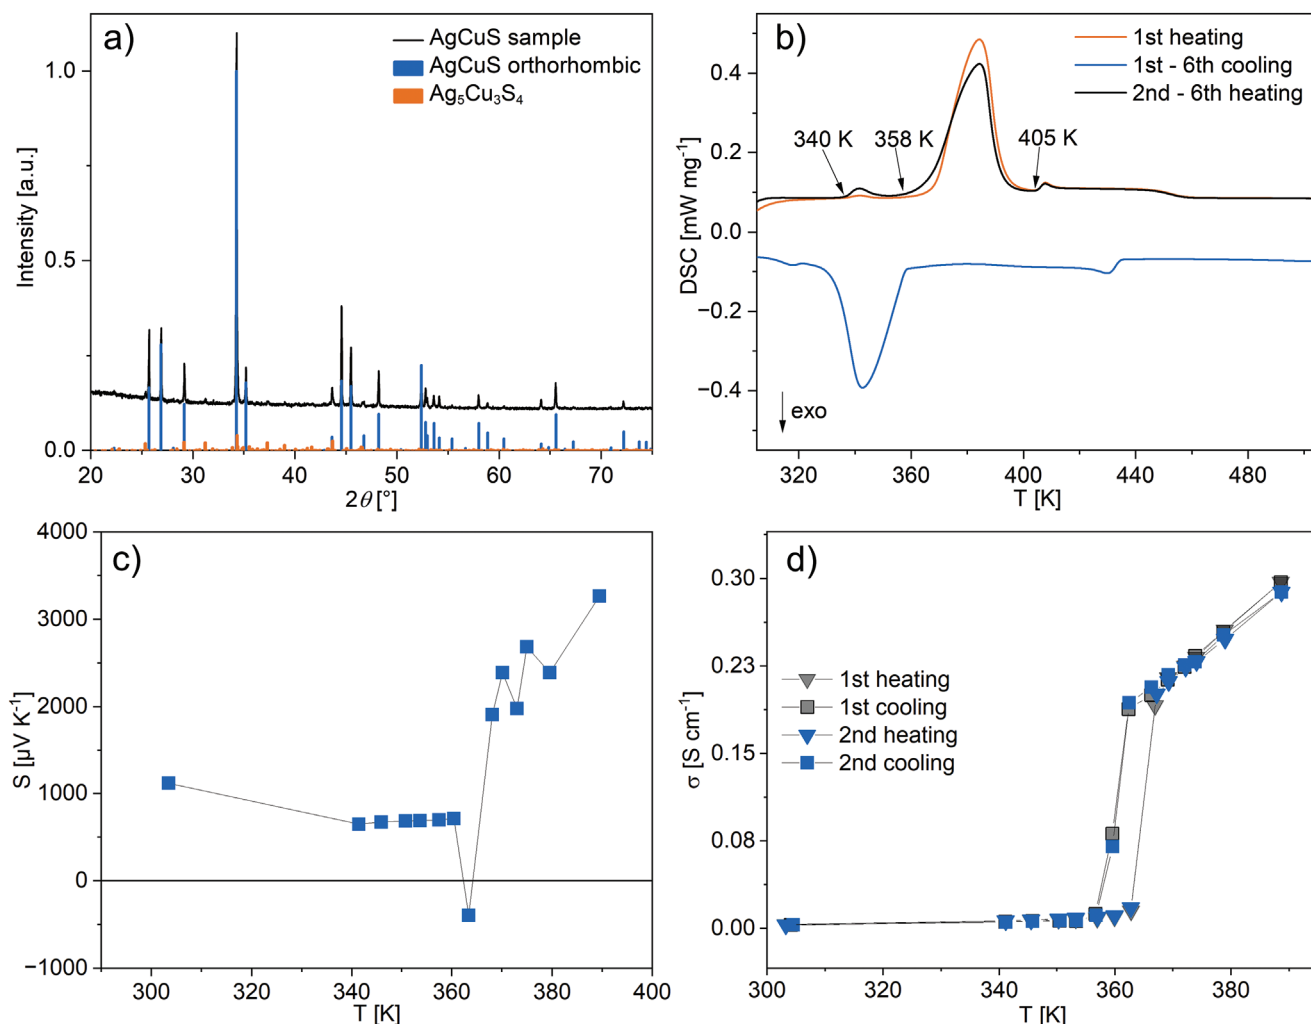 a)
AgCuS sample
AgCuS orthorhombic
Ag₅Cu₃S₄
1.0
0.5
0.0
Intensity [a.u.]
20 30 40 50 60 70
2θ [°]
b)
1st heating
1st - 6th cooling
2nd - 6th heating
340 K 358 K 405 K
0.4
0.2
0.0
−0.2
−0.4
DSC [mW mg⁻¹]
exo
320 360 400 440 480
T [K]
c)
4000
3000
2000
1000
0
−1000
S [µV K⁻¹]
300 320 340 360 380 400
T [K]
d)
1st heating
1st cooling
2nd heating
2nd cooling
0.30
0.23
0.15
0.08
0.00
σ [S cm⁻¹]
300 320 340 360 380
T [K]